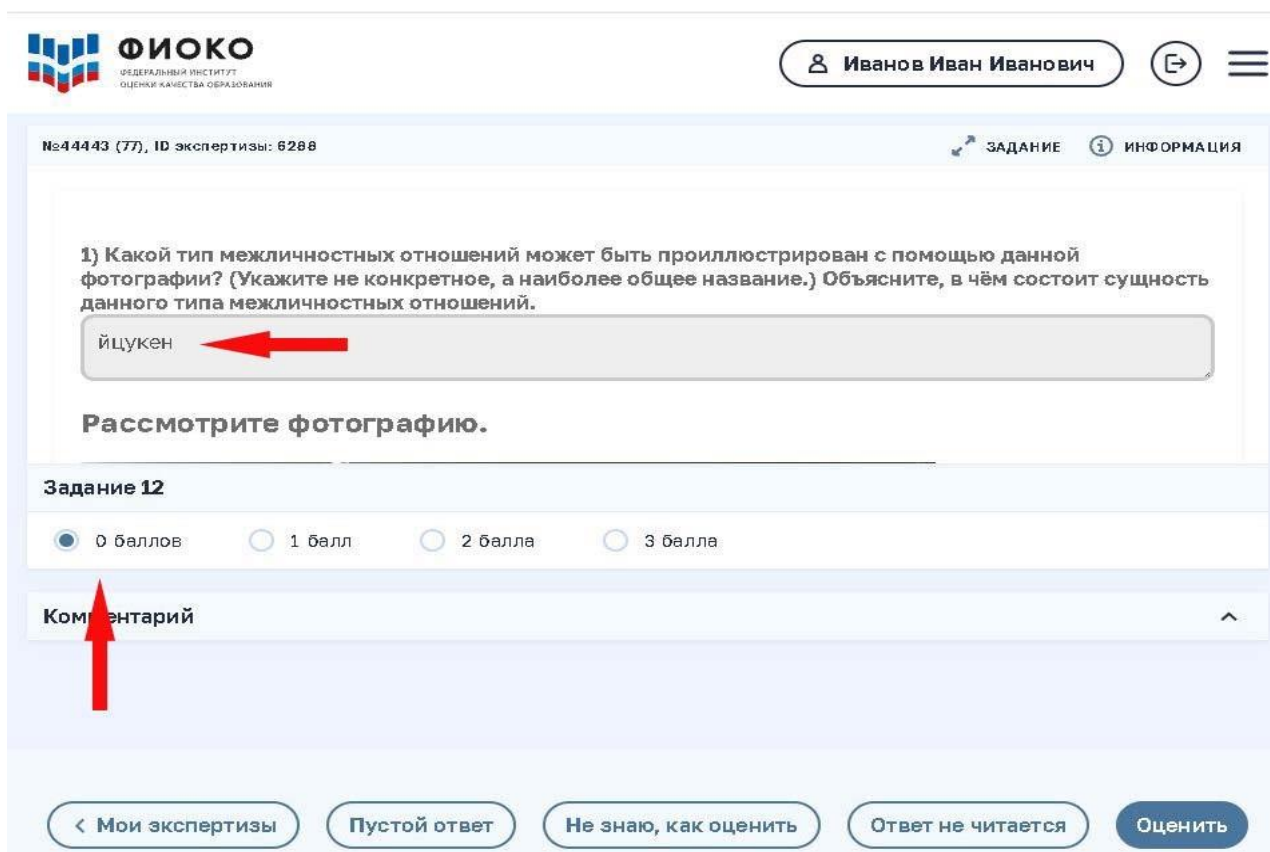 ФИОКО
ФЕДЕРАЛЬНЫЙ ИНСТИТУТ
ОЦЕНКИ КАЧЕСТВА ОБРАЗОВАНИЯ
Иванов Иван Иванович
№44443 (77), ID экспертизы: 6288
ЗАДАНИЕ
ИНФОРМАЦИЯ
1) Какой тип межличностных отношений может быть проиллюстрирован с помощью данной
фотографии? (Укажите не конкретное, а наиболее общее название.) Объясните, в чём состоит сущность
данного типа межличностных отношений.
йцукен
Рассмотрите фотографию.
Задание 12
0 баллов 1 балл 2 балла 3 балла
Комментарий
< Мои экспертизы Пустой ответ Не знаю, как оценить Ответ не читается Оценить